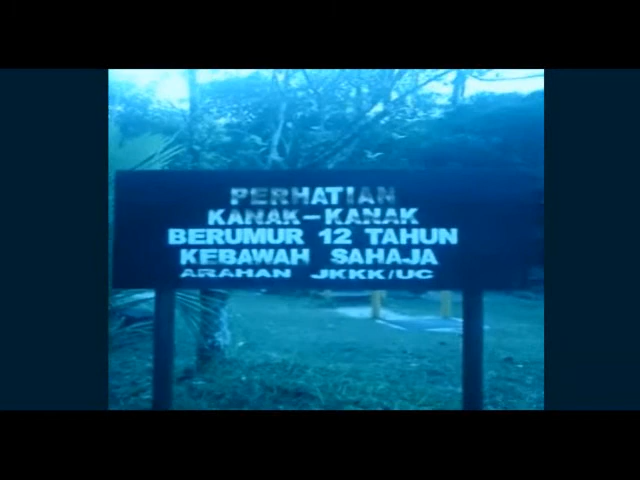 PERHATIAN
KANAK-KANAK
BERUMUR 12 TAHUN
KEBAWAH SAHAJA
ARAHAN JKKK/UC